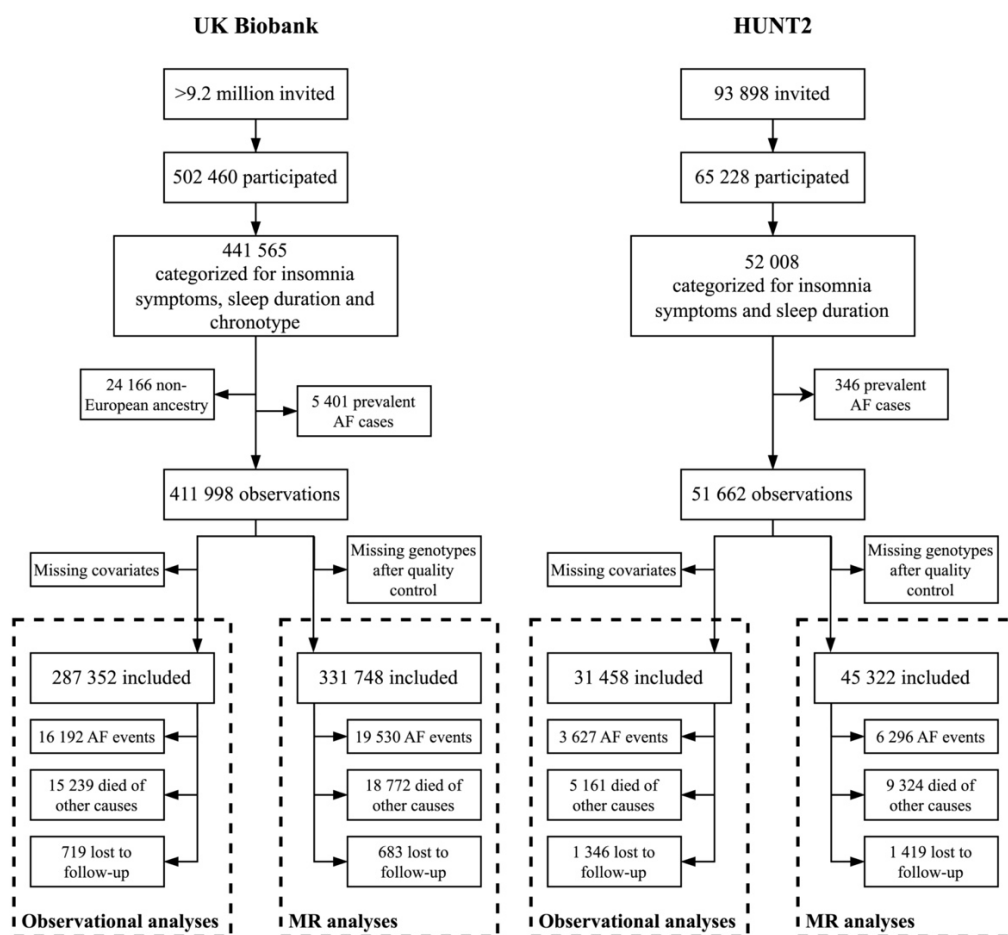 UK Biobank
>9.2 million invited
502 460 participated
441 565
categorized for insomnia
symptoms, sleep duration and
chronotype
24 166 non-
European ancestry
5 401 prevalent
AF cases
411 998 observations
Missing covariates
Missing genotypes
after quality
control
287 352 included
16 192 AF events
15 239 died of
other causes
719 lost to
follow-up
Observational analyses
331 748 included
19 530 AF events
18 772 died of
other causes
683 lost to
follow-up
MR analyses
HUNT2
93 898 invited
65 228 participated
52 008
categorized for insomnia
symptoms and sleep duration
346 prevalent
AF cases
51 662 observations
Missing covariates
Missing genotypes
after quality
control
31 458 included
3 627 AF events
5 161 died of
other causes
1 346 lost to
follow-up
Observational analyses
45 322 included
6 296 AF events
9 324 died of
other causes
1 419 lost to
follow-up
MR analyses